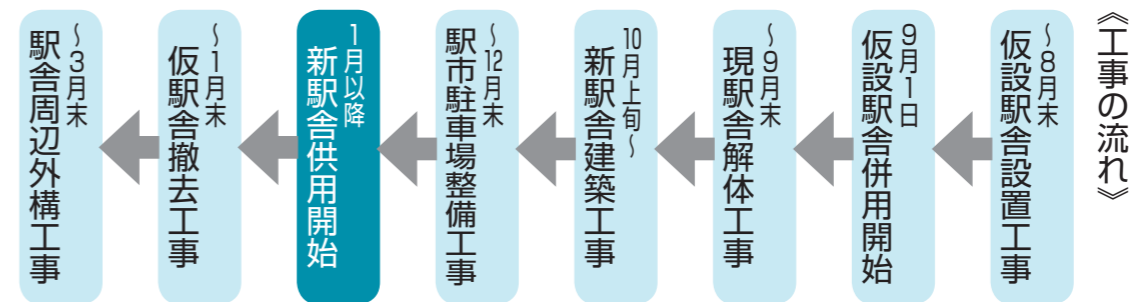 《工事の流れ》
～8月末
仮設駅舎設置工事
9月1日
仮設駅舎併用開始
～9月末
現駅舎解体工事
10月上旬～
新駅舎建築工事
～12月末
駅市駐車場整備工事
1月以降
新駅舎供用開始
～1月末
仮駅舎撤去工事
～3月末
駅舎周辺外構工事